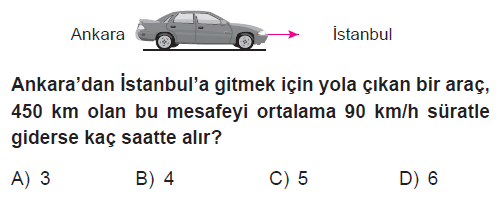 Ankara İstanbul
Ankara'dan İstanbul'a gitmek için yola çıkan bir araç,
450 km olan bu mesafeyi ortalama 90 km/h süratle
giderse kaç saatte alır?
A) 3 B) 4 C) 5 D) 6